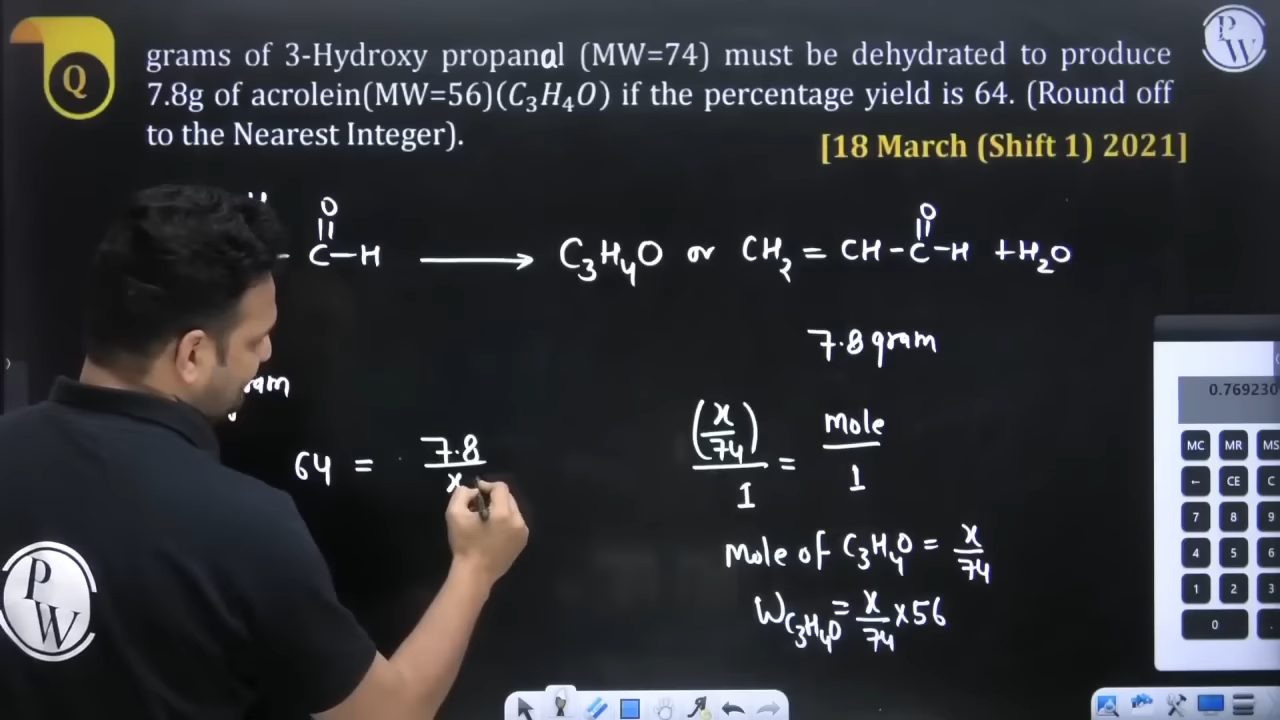 Q
grams of 3-Hydroxy propanal (MW=74) must be dehydrated to produce
7.8g of acrolein(MW=56)(C₃H₄O) if the percentage yield is 64. (Round off
to the Nearest Integer).
[18 March (Shift 1) 2021]
PW
O
||
C-H ⟶ C₃H₄O or CH₂ = CH-C-H +H₂O
O
||
7.8 gram
64 = 7.8/x
(x/74)/1 = mole/1
Mole of C₃H₄O = x/74
W C₃H₄O = x/74 ×56
0.769230
MC MR MS
← CE C
7 8 9
4 5 6
1 2 3
0 .
PW